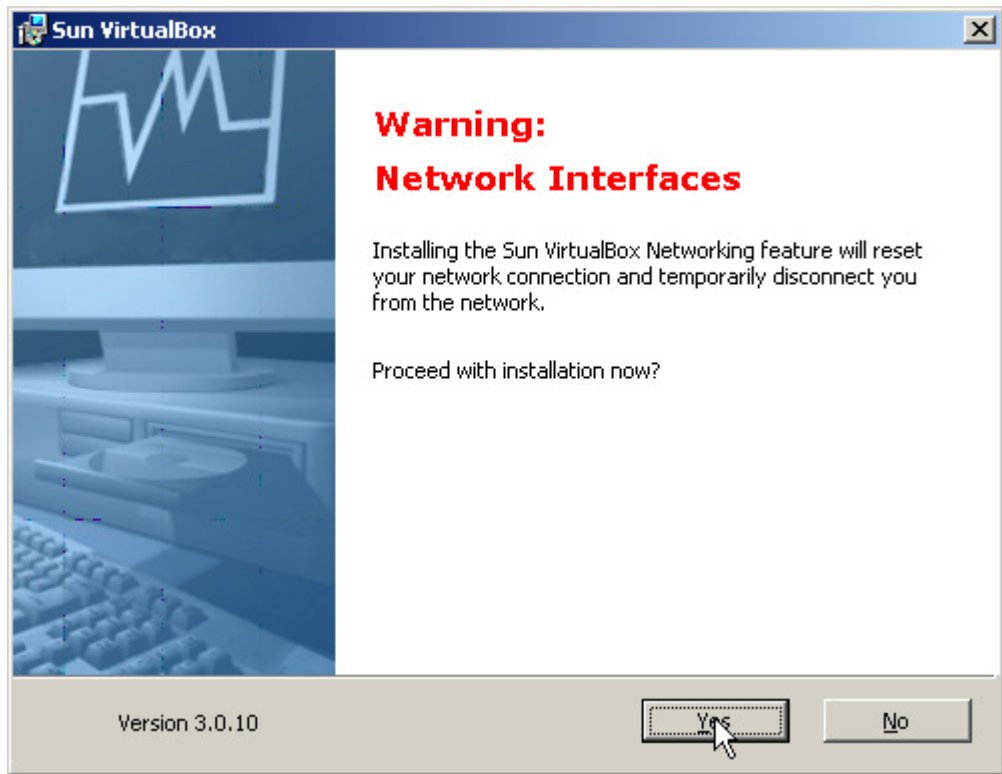 Sun VirtualBox
Warning:
Network Interfaces
Installing the Sun VirtualBox Networking feature will reset
your network connection and temporarily disconnect you
from the network.
Proceed with installation now?
Version 3.0.10
Yes
No